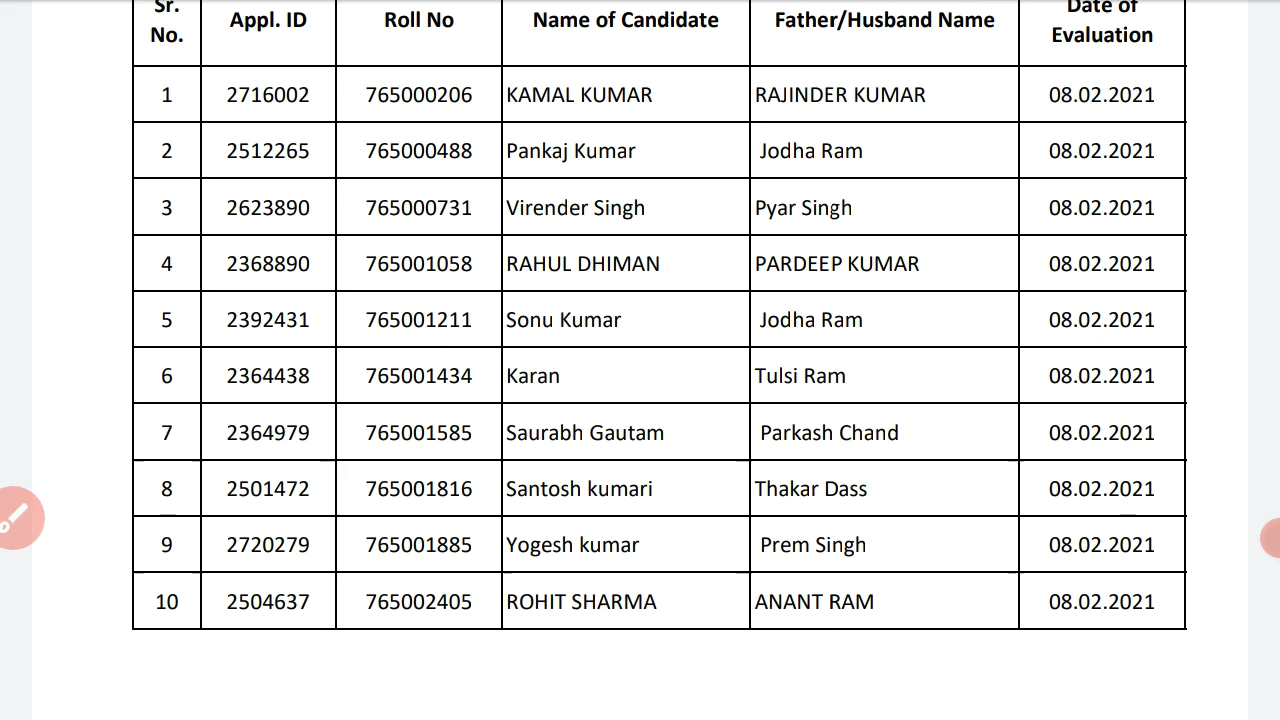 Sr. No. Appl. ID Roll No Name of Candidate Father/Husband Name Date of Evaluation
1 2716002 765000206 KAMAL KUMAR RAJINDER KUMAR 08.02.2021
2 2512265 765000488 Pankaj Kumar Jodha Ram 08.02.2021
3 2623890 765000731 Virender Singh Pyar Singh 08.02.2021
4 2368890 765001058 RAHUL DHIMAN PARDEEP KUMAR 08.02.2021
5 2392431 765001211 Sonu Kumar Jodha Ram 08.02.2021
6 2364438 765001434 Karan Tulsi Ram 08.02.2021
7 2364979 765001585 Saurabh Gautam Parkash Chand 08.02.2021
8 2501472 765001816 Santosh kumari Thakar Dass 08.02.2021
9 2720279 765001885 Yogesh kumar Prem Singh 08.02.2021
10 2504637 765002405 ROHIT SHARMA ANANT RAM 08.02.2021